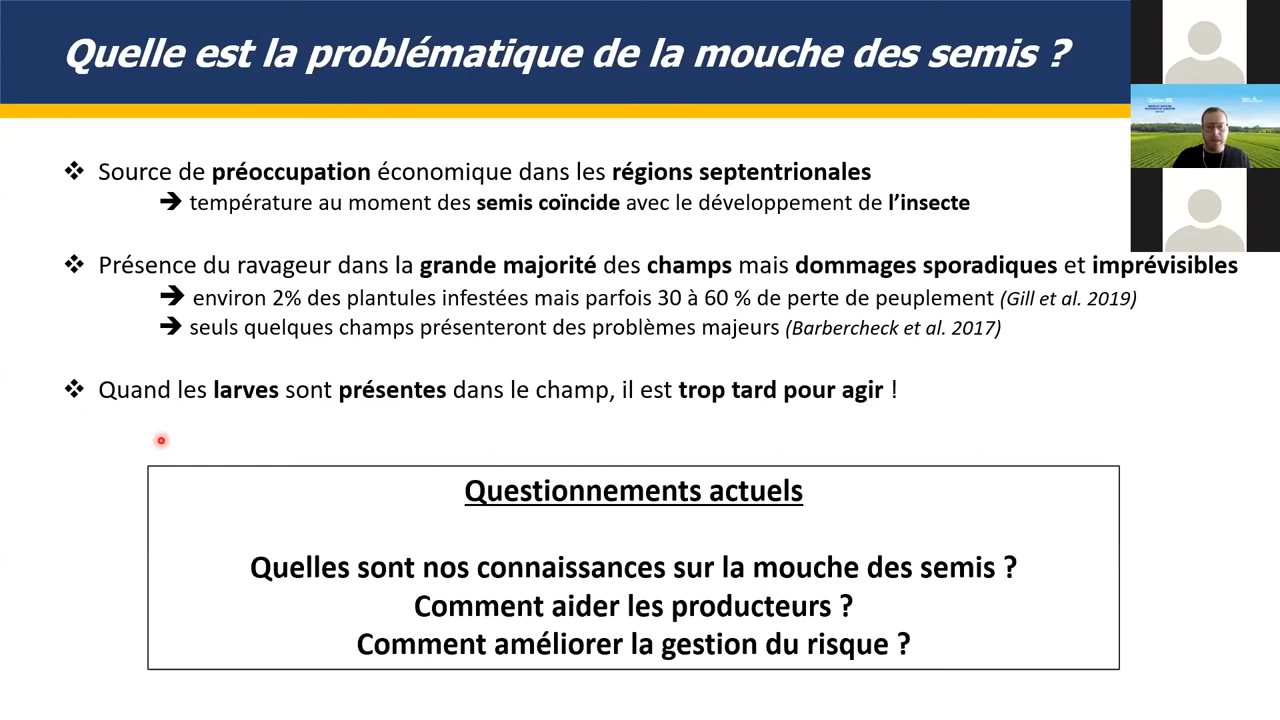 Quelle est la problématique de la mouche des semis ?
❖ Source de préoccupation économique dans les régions septentrionales
➔ température au moment des semis coïncide avec le développement de l'insecte
❖ Présence du ravageur dans la grande majorité des champs mais dommages sporadiques et imprévisibles
➔ environ 2% des plantules infestées mais parfois 30 à 60 % de perte de peuplement (Gill et al. 2019)
➔ seuls quelques champs présenteront des problèmes majeurs (Barbercheck et al. 2017)
❖ Quand les larves sont présentes dans le champ, il est trop tard pour agir !
Questionnements actuels
Quelles sont nos connaissances sur la mouche des semis ?
Comment aider les producteurs ?
Comment améliorer la gestion du risque ?
Québec